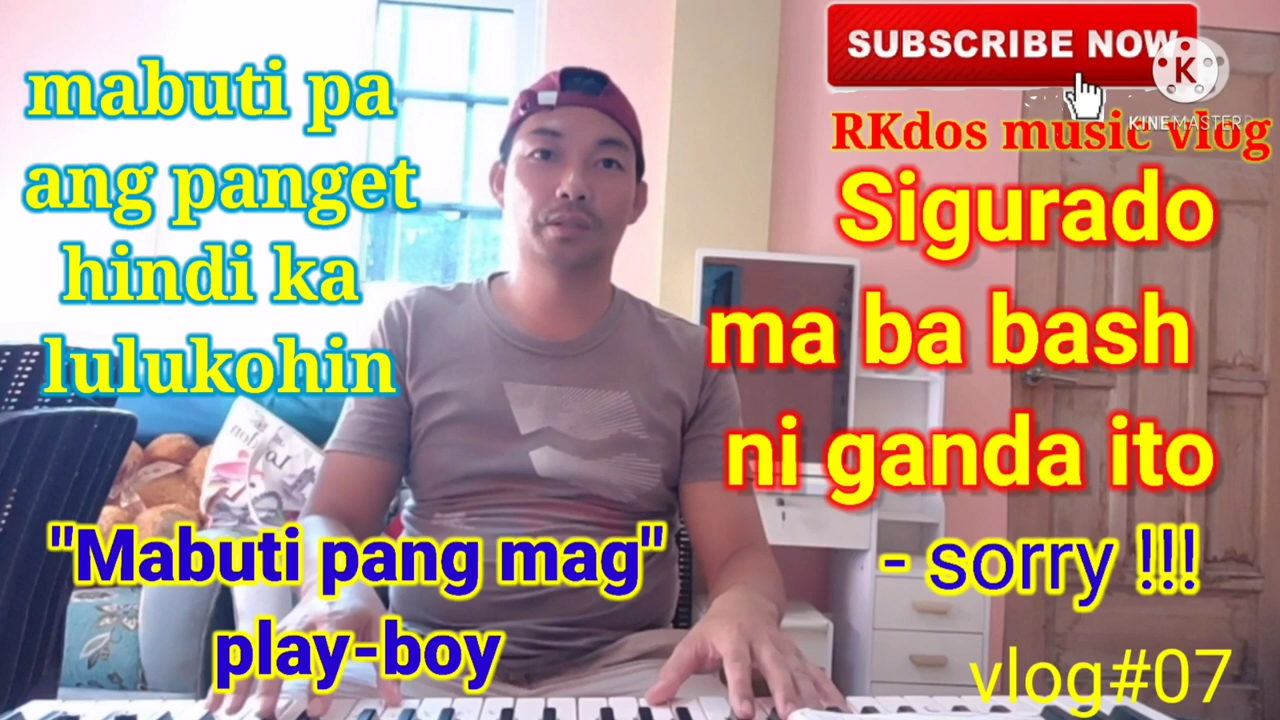 mabuti pa
ang panget
hindi ka
lulukohin
"Mabuti pang mag"
play-boy
SUBSCRIBE NOW
K
KINEMASTER
RKdos music vlog
Sigurado
ma ba bash
ni ganda ito
- sorry !!!
vlog#07